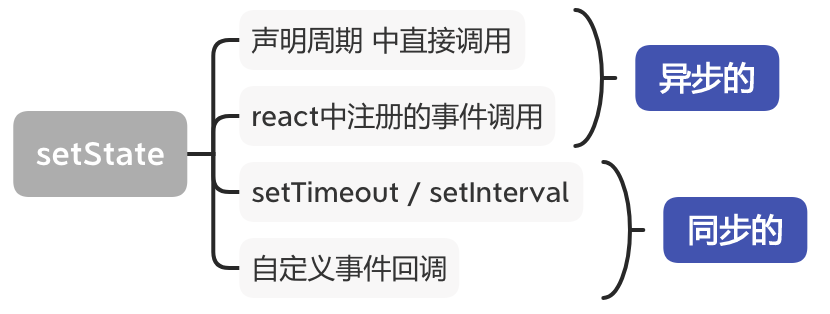 setState
声明周期 中直接调用
react中注册的事件调用
异步的
setTimeout / setInterval
自定义事件回调
同步的